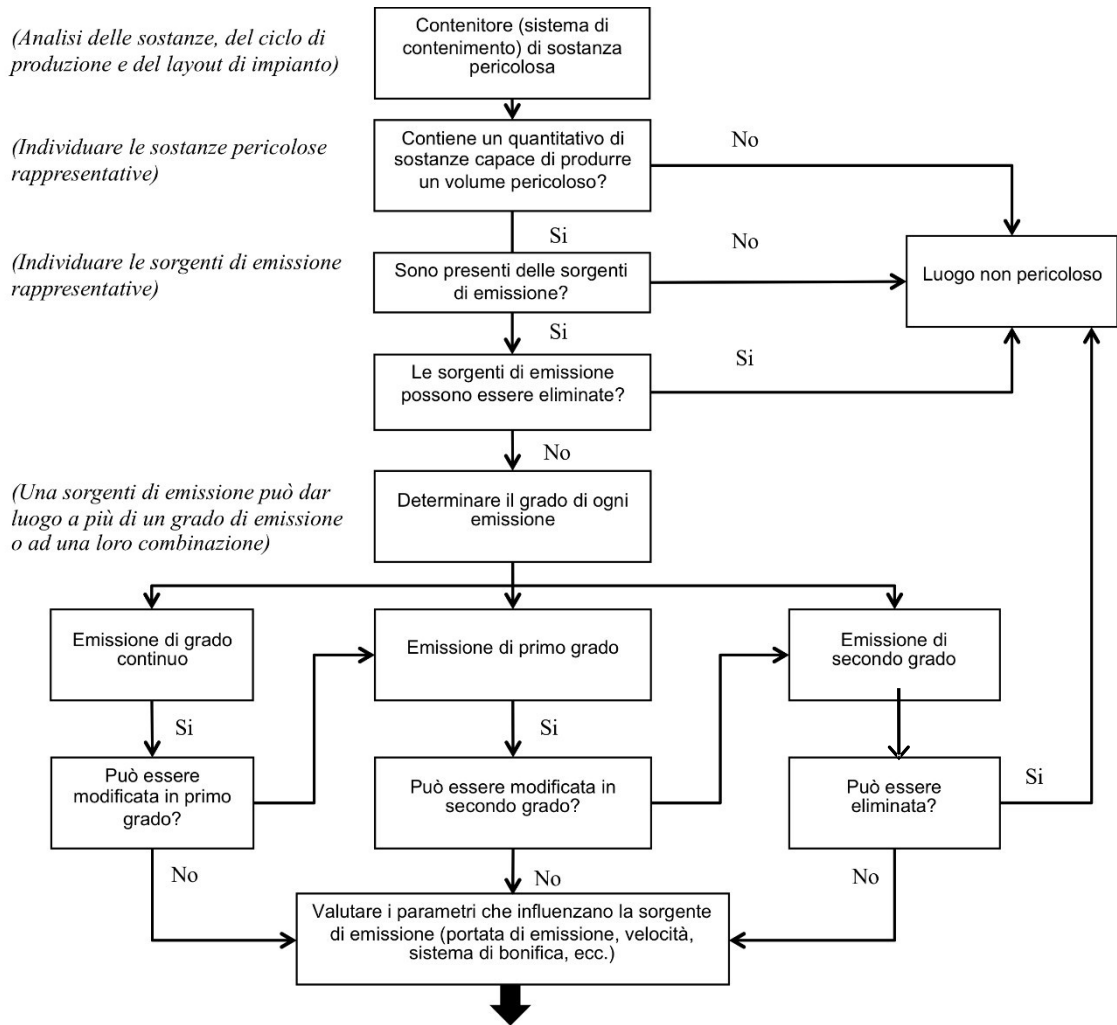 (Analisi delle sostanze, del ciclo di
produzione e del layout di impianto)
Contenitore (sistema di
contenimento) di sostanza
pericolosa
(Individuare le sostanze pericolose
rappresentative)
Contiene un quantitativo di
sostanze capace di produrre
un volume pericoloso?
No
Si
(Individuare le sorgenti di emissione
rappresentative)
Sono presenti delle sorgenti
di emissione?
No
Luogo non pericoloso
Si
Le sorgenti di emissione
possono essere eliminate?
Si
No
(Una sorgenti di emissione può dar
luogo a più di un grado di emissione
o ad una loro combinazione)
Determinare il grado di ogni
emissione
Emissione di grado
continuo
Emissione di primo grado
Emissione di
secondo grado
Si
Si
Può essere
modificata in primo
grado?
Può essere modificata in
secondo grado?
Può essere
eliminata?
Si
No
No
No
Valutare i parametri che influenzano la sorgente
di emissione (portata di emissione, velocità,
sistema di bonifica, ecc.)